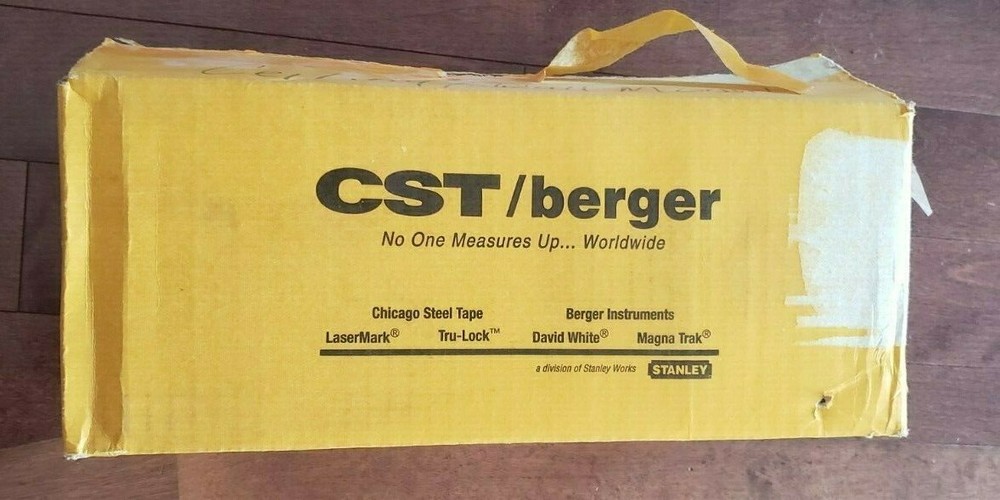 CST/berger
No One Measures Up... Worldwide
Chicago Steel Tape Berger Instruments
LaserMark® Tru-Lock™ David White® Magna Trak®
a division of Stanley Works STANLEY